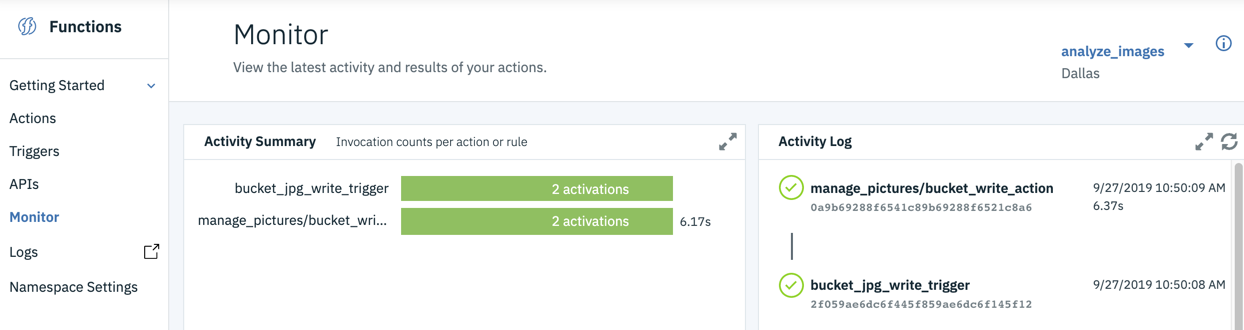 Functions
Getting Started
Actions
Triggers
APIs
Monitor
Logs
Namespace Settings
Monitor
View the latest activity and results of your actions.
analyze_images
Dallas
Activity Summary Invocation counts per action or rule
bucket_jpg_write_trigger 2 activations
manage_pictures/bucket_wri... 2 activations 6.17s
Activity Log
manage_pictures/bucket_write_action 9/27/2019 10:50:09 AM
0a9b69288f6541c89b69288f6521c8a6 6.37s
bucket_jpg_write_trigger 9/27/2019 10:50:08 AM
2f059ae6dc6f445f859ae6dc6f145f12